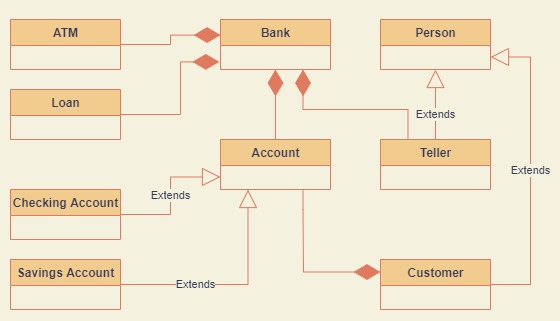 ATM
Bank
Person
Loan
Extends
Account
Teller
Extends
Checking Account
Extends
Savings Account
Extends
Customer